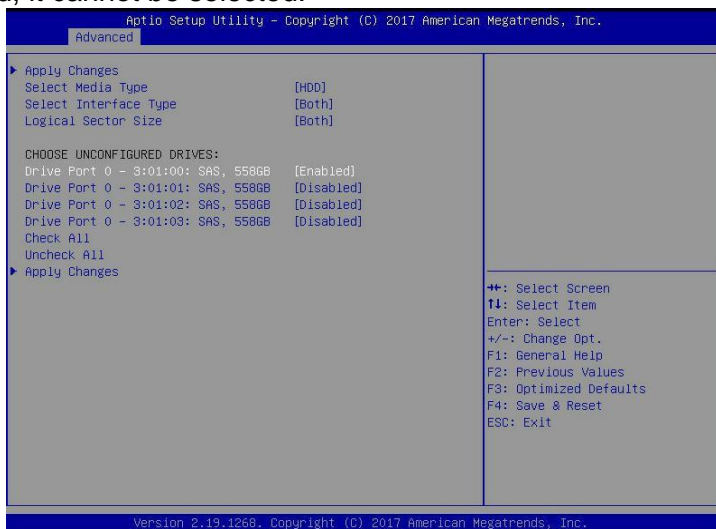 it cannot be selected.
Aptio Setup Utility – Copyright (C) 2017 American Megatrends, Inc.
Advanced
▶ Apply Changes
Select Media Type [HDD]
Select Interface Type [Both]
Logical Sector Size [Both]
CHOOSE UNCONFIGURED DRIVES:
Drive Port 0 - 3:01:00: SAS, 558GB [Enabled]
Drive Port 0 - 3:01:01: SAS, 558GB [Disabled]
Drive Port 0 - 3:01:02: SAS, 558GB [Disabled]
Drive Port 0 - 3:01:03: SAS, 558GB [Disabled]
Check All
Uncheck All
▶ Apply Changes
→←: Select Screen
↑↓: Select Item
Enter: Select
+/-: Change Opt.
F1: General Help
F2: Previous Values
F3: Optimized Defaults
F4: Save & Reset
ESC: Exit
Version 2.19.1268. Copyright (C) 2017 American Megatrends, Inc.